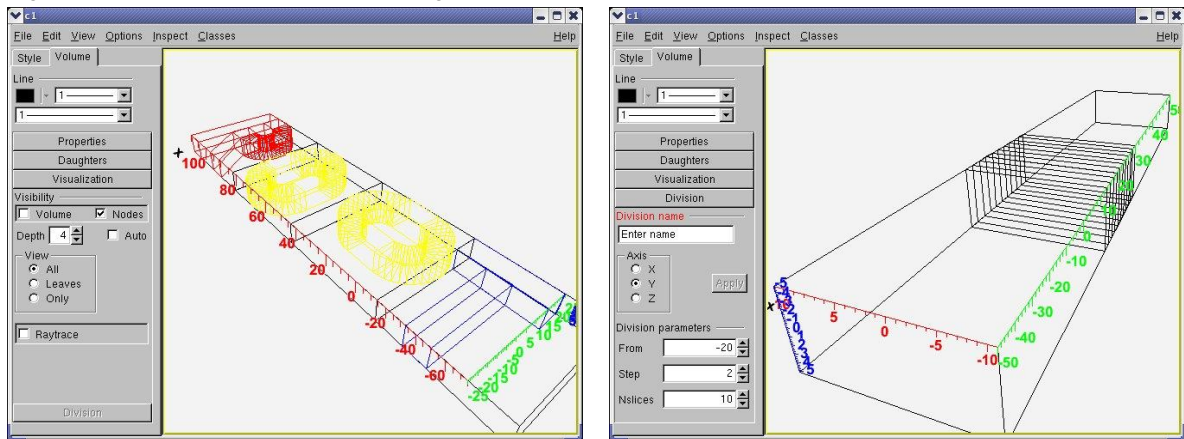 c1
File Edit View Options Inspect Classes Help
Style Volume
Line
1
1
Properties
Daughters
Visualization
Visibility
Volume Nodes
Depth 4 Auto
View
All
Leaves
Only
Raytrace
Division
100
80
60
40
20
0
-20
-40
-60
-25
-20
-15
0
5
10
15
c1
File Edit View Options Inspect Classes Help
Style Volume
Line
1
1
Properties
Daughters
Visualization
Division
Division name
Enter name
Axis
X
Y Apply
Z
Division parameters
From -20
Step 2
Nslices 10
40
30
20
10
0
-10
-20
-30
-40
-50
5
0
-5
-10